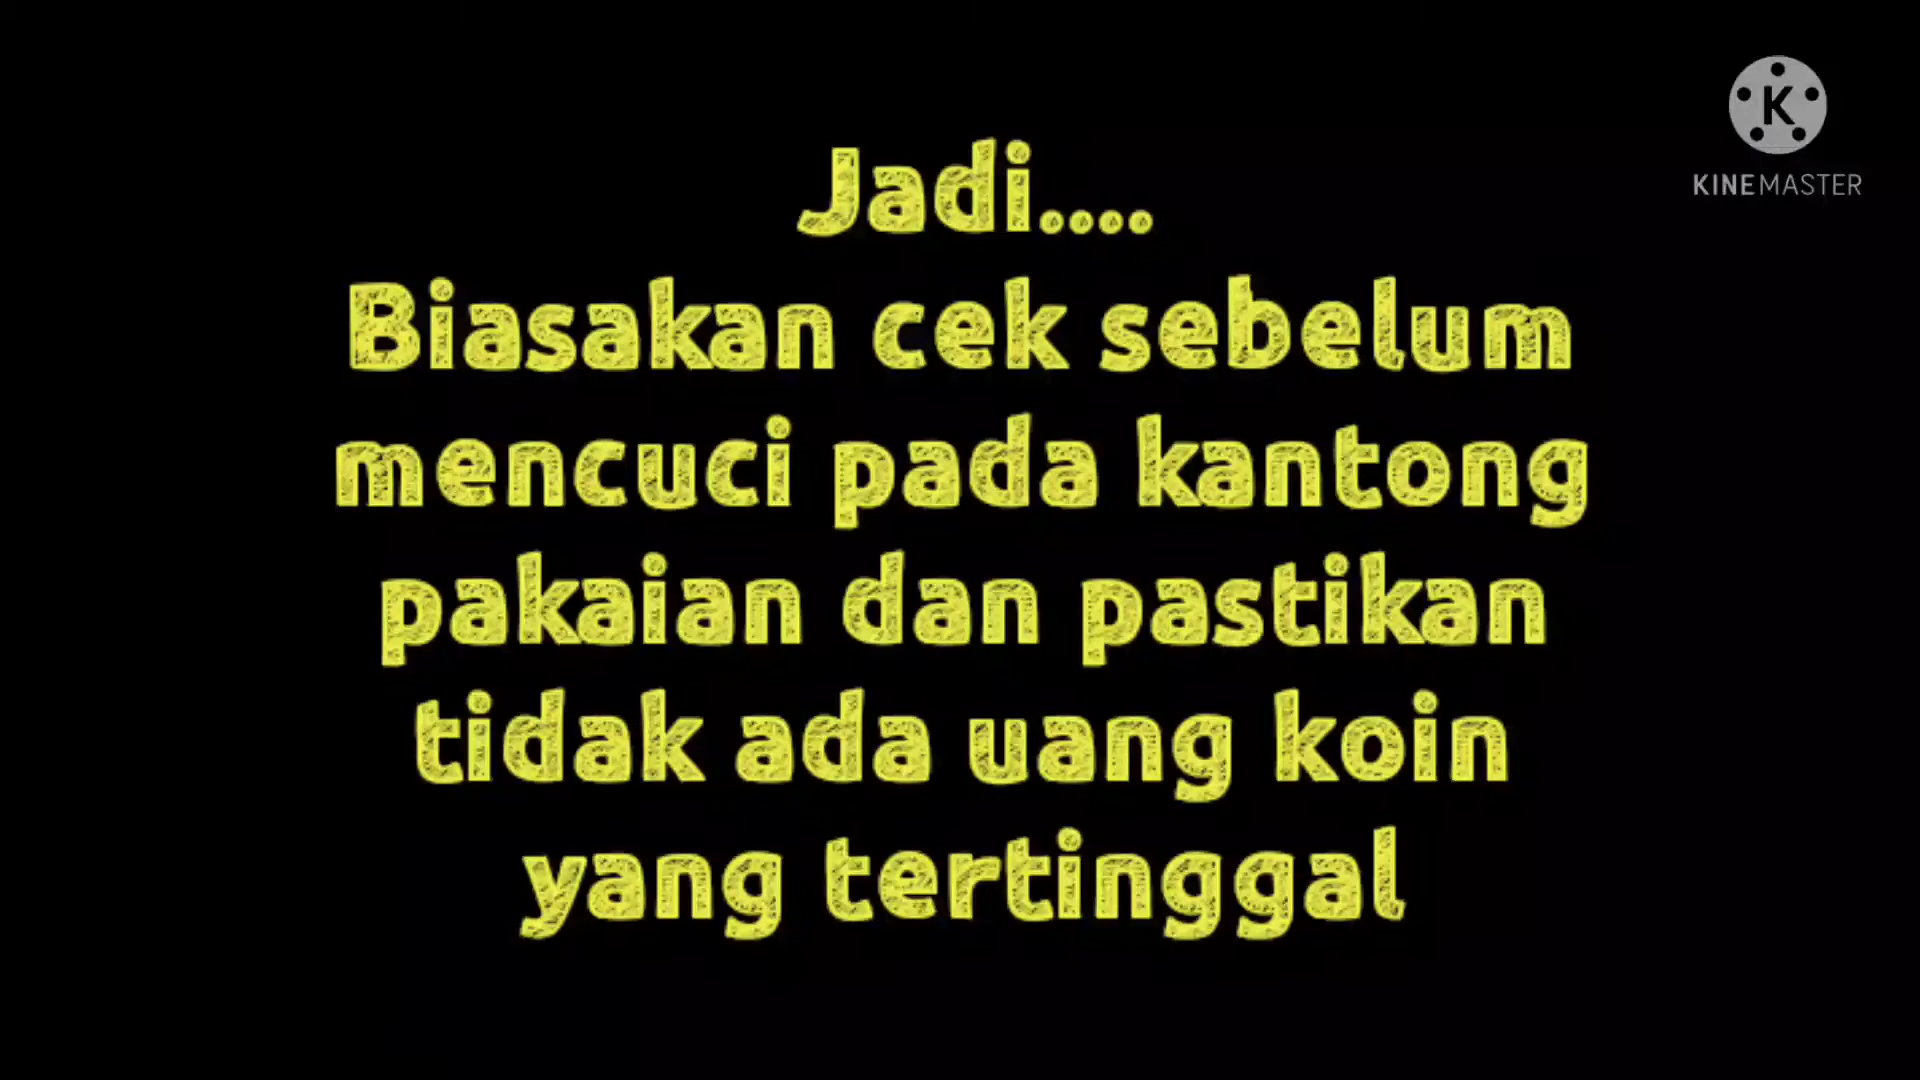 Jadi....
Biasakan cek sebelum
mencuci pada kantong
pakaian dan pastikan
tidak ada uang koin
yang tertinggal
K
KINEMASTER